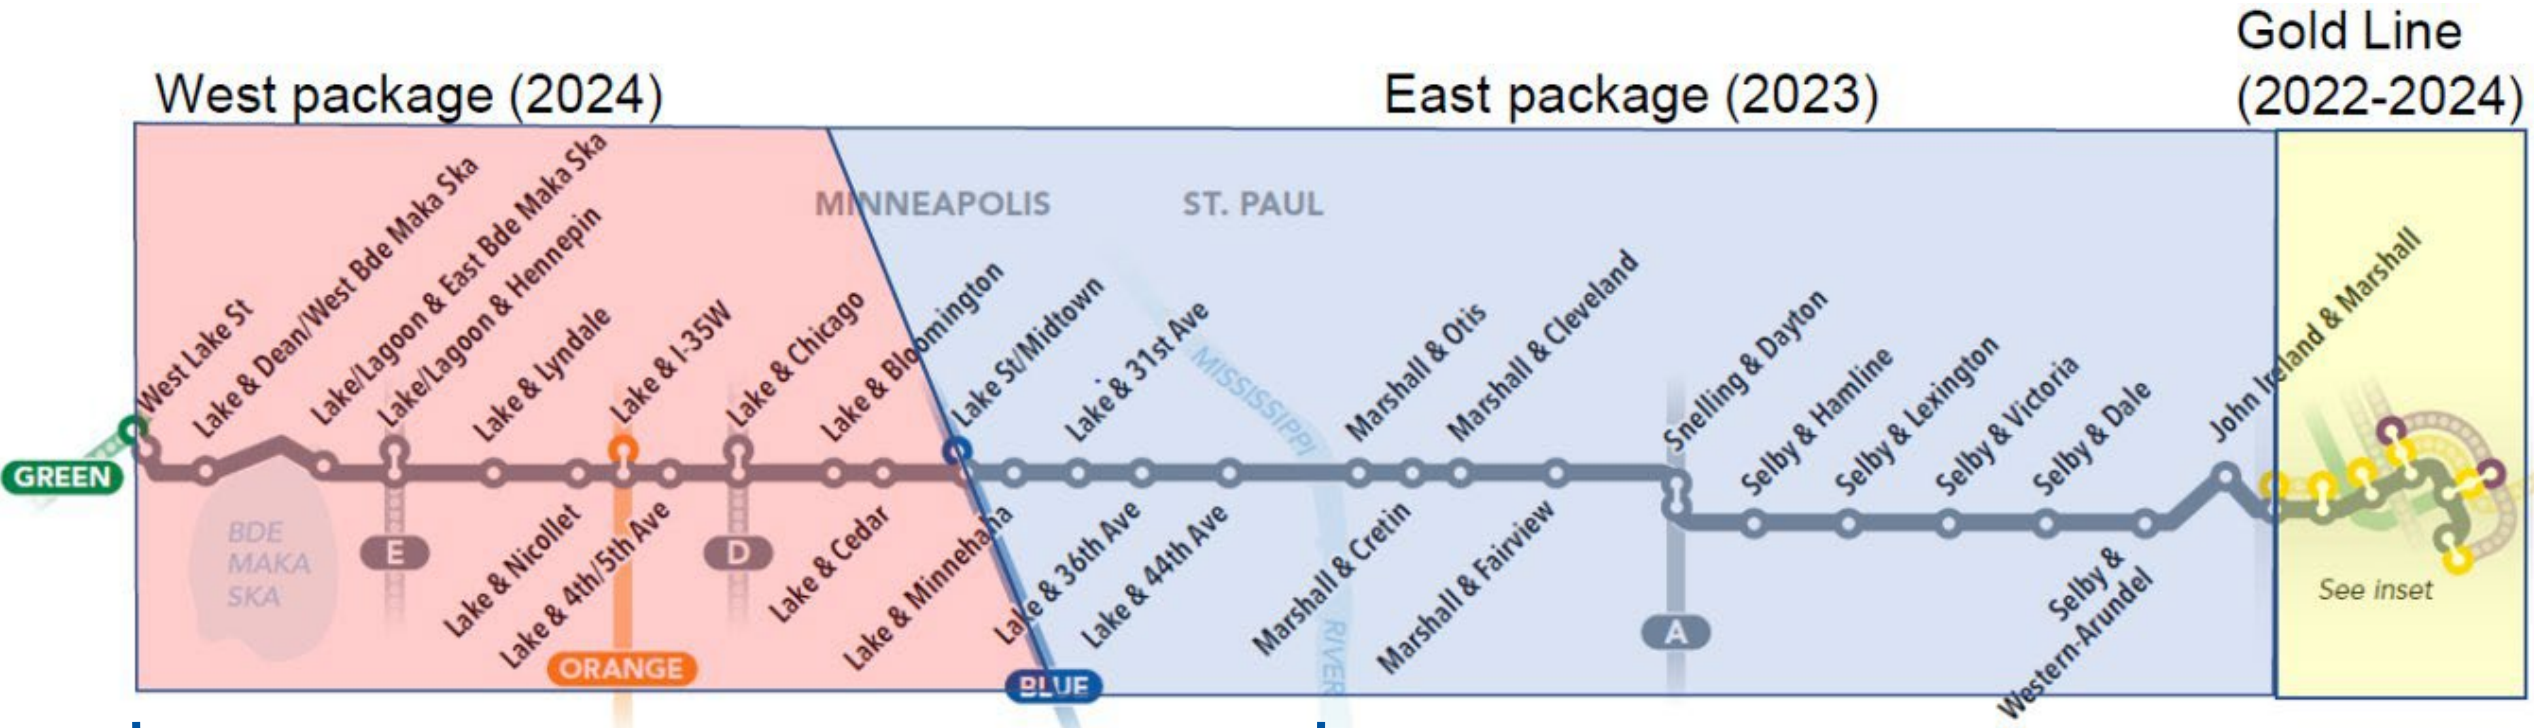 Gold Line
(2022-2024)
West package (2024)
East package (2023)
MINNEAPOLIS
ST. PAUL
West Lake St
Lake & Dean/West Bde Maka Ska
Lake/Lagoon & East Bde Maka Ska
Lake/Lagoon & Hennepin
Lake & Lyndale
Lake & I-35W
Lake & Chicago
Lake & Bloomington
Lake St/Midtown
Lake & 31st Ave
MISSISSIPPI
RIVER
Marshall & Otis
Marshall & Cleveland
Snelling & Dayton
Selby & Hamline
Selby & Lexington
Selby & Victoria
Selby & Dale
John Ireland & Marshall
GREEN
BDE
MAKA
SKA
E
Lake & Nicollet
Lake & 4th/5th Ave
ORANGE
D
Lake & Cedar
Lake & Minnehaha
BLUE
Lake & 36th Ave
Lake & 44th Ave
Marshall & Cretin
Marshall & Fairview
A
Selby &
Western-Arundel
See inset